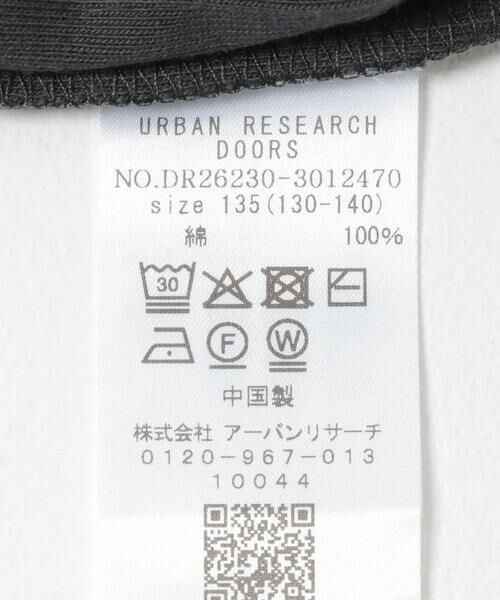 URBAN RESEARCH
DOORS
NO.DR26230-3012470
size 135(130-140)
綿 100%
30
F W
中国製
株式会社 アーバンリサーチ
0120-967-013
10044